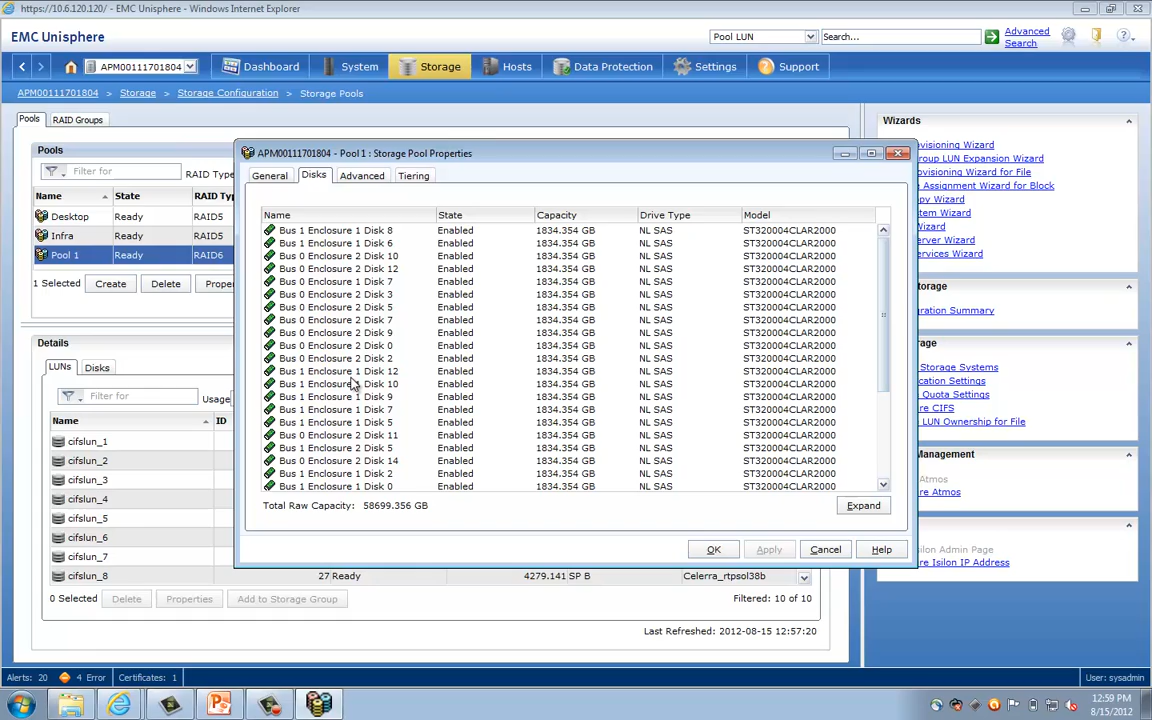 https://10.6.120.120/ - EMC Unisphere - Windows Internet Explorer
EMC Unisphere
Pool LUN
Search...
Advanced Search
APM00111701804
Dashboard
System
Storage
Hosts
Data Protection
Settings
Support
APM00111701804 > Storage > Storage Configuration > Storage Pools
Pools RAID Groups
Pools
Filter for RAID Type
Name State RAID Ty
Desktop Ready RAID5
Infra Ready RAID5
Pool 1 Ready RAID6
1 Selected Create Delete Proper
Details
LUNs Disks
Filter for Usage
Name ID
cifslun_1
cifslun_2
cifslun_3
cifslun_4
cifslun_5
cifslun_6
cifslun_7
cifslun_8 27 Ready 4279.141 SP B Celerra_rtpsol38b
0 Selected Delete Properties Add to Storage Group Filtered: 10 of 10
Last Refreshed: 2012-08-15 12:57:20
APM00111701804 - Pool 1 : Storage Pool Properties
General Disks Advanced Tiering
Name State Capacity Drive Type Model
Bus 1 Enclosure 1 Disk 8 Enabled 1834.354 GB NL SAS ST320004CLAR2000
Bus 1 Enclosure 1 Disk 6 Enabled 1834.354 GB NL SAS ST320004CLAR2000
Bus 0 Enclosure 2 Disk 10 Enabled 1834.354 GB NL SAS ST320004CLAR2000
Bus 0 Enclosure 2 Disk 12 Enabled 1834.354 GB NL SAS ST320004CLAR2000
Bus 0 Enclosure 1 Disk 7 Enabled 1834.354 GB NL SAS ST320004CLAR2000
Bus 0 Enclosure 2 Disk 3 Enabled 1834.354 GB NL SAS ST320004CLAR2000
Bus 0 Enclosure 2 Disk 5 Enabled 1834.354 GB NL SAS ST320004CLAR2000
Bus 0 Enclosure 2 Disk 7 Enabled 1834.354 GB NL SAS ST320004CLAR2000
Bus 0 Enclosure 2 Disk 9 Enabled 1834.354 GB NL SAS ST320004CLAR2000
Bus 0 Enclosure 2 Disk 0 Enabled 1834.354 GB NL SAS ST320004CLAR2000
Bus 0 Enclosure 2 Disk 2 Enabled 1834.354 GB NL SAS ST320004CLAR2000
Bus 1 Enclosure 1 Disk 12 Enabled 1834.354 GB NL SAS ST320004CLAR2000
Bus 1 Enclosure 1 Disk 10 Enabled 1834.354 GB NL SAS ST320004CLAR2000
Bus 1 Enclosure 1 Disk 9 Enabled 1834.354 GB NL SAS ST320004CLAR2000
Bus 1 Enclosure 1 Disk 7 Enabled 1834.354 GB NL SAS ST320004CLAR2000
Bus 1 Enclosure 1 Disk 5 Enabled 1834.354 GB NL SAS ST320004CLAR2000
Bus 0 Enclosure 2 Disk 11 Enabled 1834.354 GB NL SAS ST320004CLAR2000
Bus 1 Enclosure 2 Disk 5 Enabled 1834.354 GB NL SAS ST320004CLAR2000
Bus 0 Enclosure 2 Disk 14 Enabled 1834.354 GB NL SAS ST320004CLAR2000
Bus 1 Enclosure 1 Disk 2 Enabled 1834.354 GB NL SAS ST320004CLAR2000
Bus 1 Enclosure 1 Disk 0 Enabled 1834.354 GB NL SAS ST320004CLAR2000
Total Raw Capacity: 58699.356 GB
Expand
OK Apply Cancel Help
Wizards
ovisioning Wizard
roup LUN Expansion Wizard
ovisioning Wizard for File
e Assignment Wizard for Block
py Wizard
tem Wizard
Wizard
erver Wizard
ervices Wizard
torage
ration Summary
rage
Storage Systems
cation Settings
Quota Settings
re CIFS
LUN Ownership for File
Management
Atmos
re Atmos
silon Admin Page
re Isilon IP Address
Alerts: 20 4 Error Certificates: 1 User: sysadmin
12:59 PM
8/15/2012